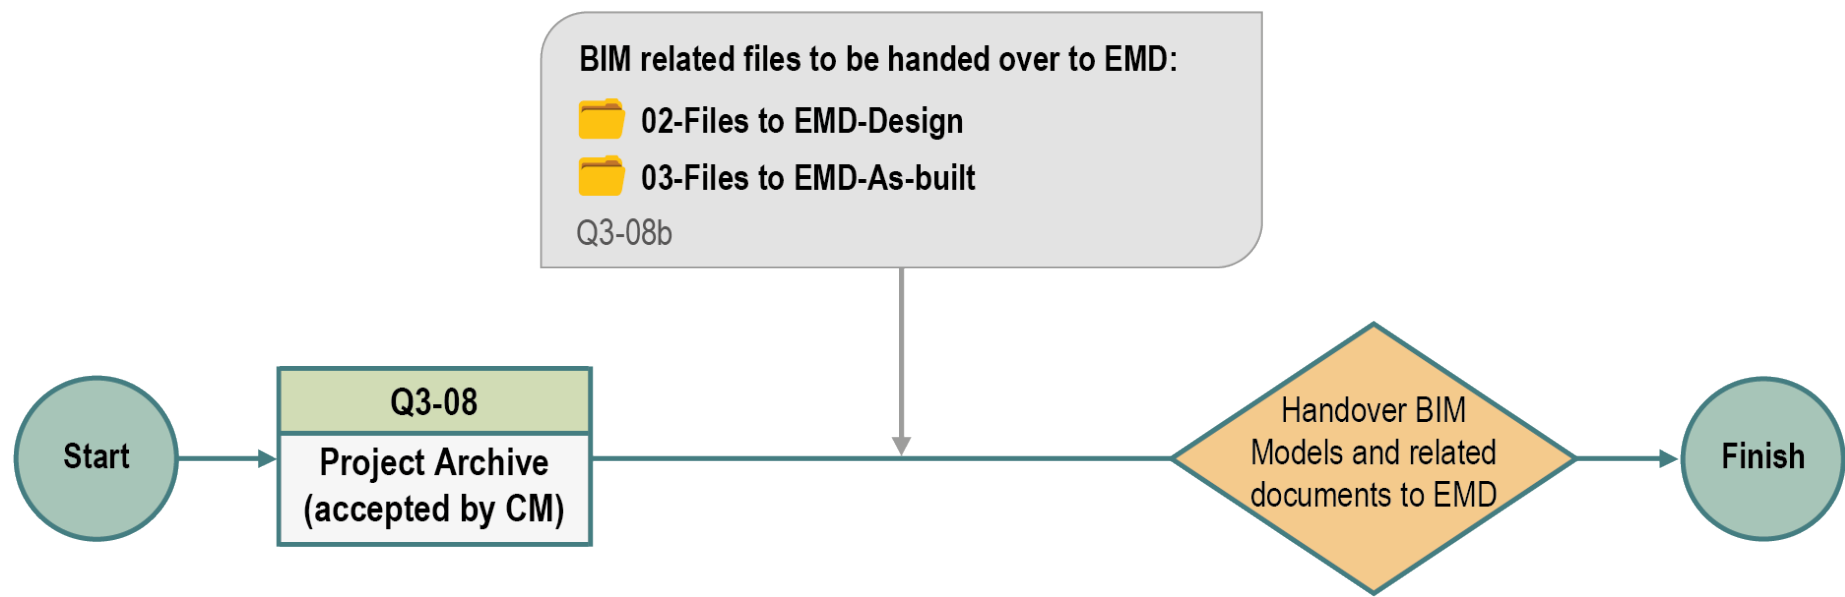 BIM related files to be handed over to EMD:
02-Files to EMD-Design
03-Files to EMD-As-built
Q3-08b
Start
Q3-08
Project Archive
(accepted by CM)
Handover BIM
Models and related
documents to EMD
Finish